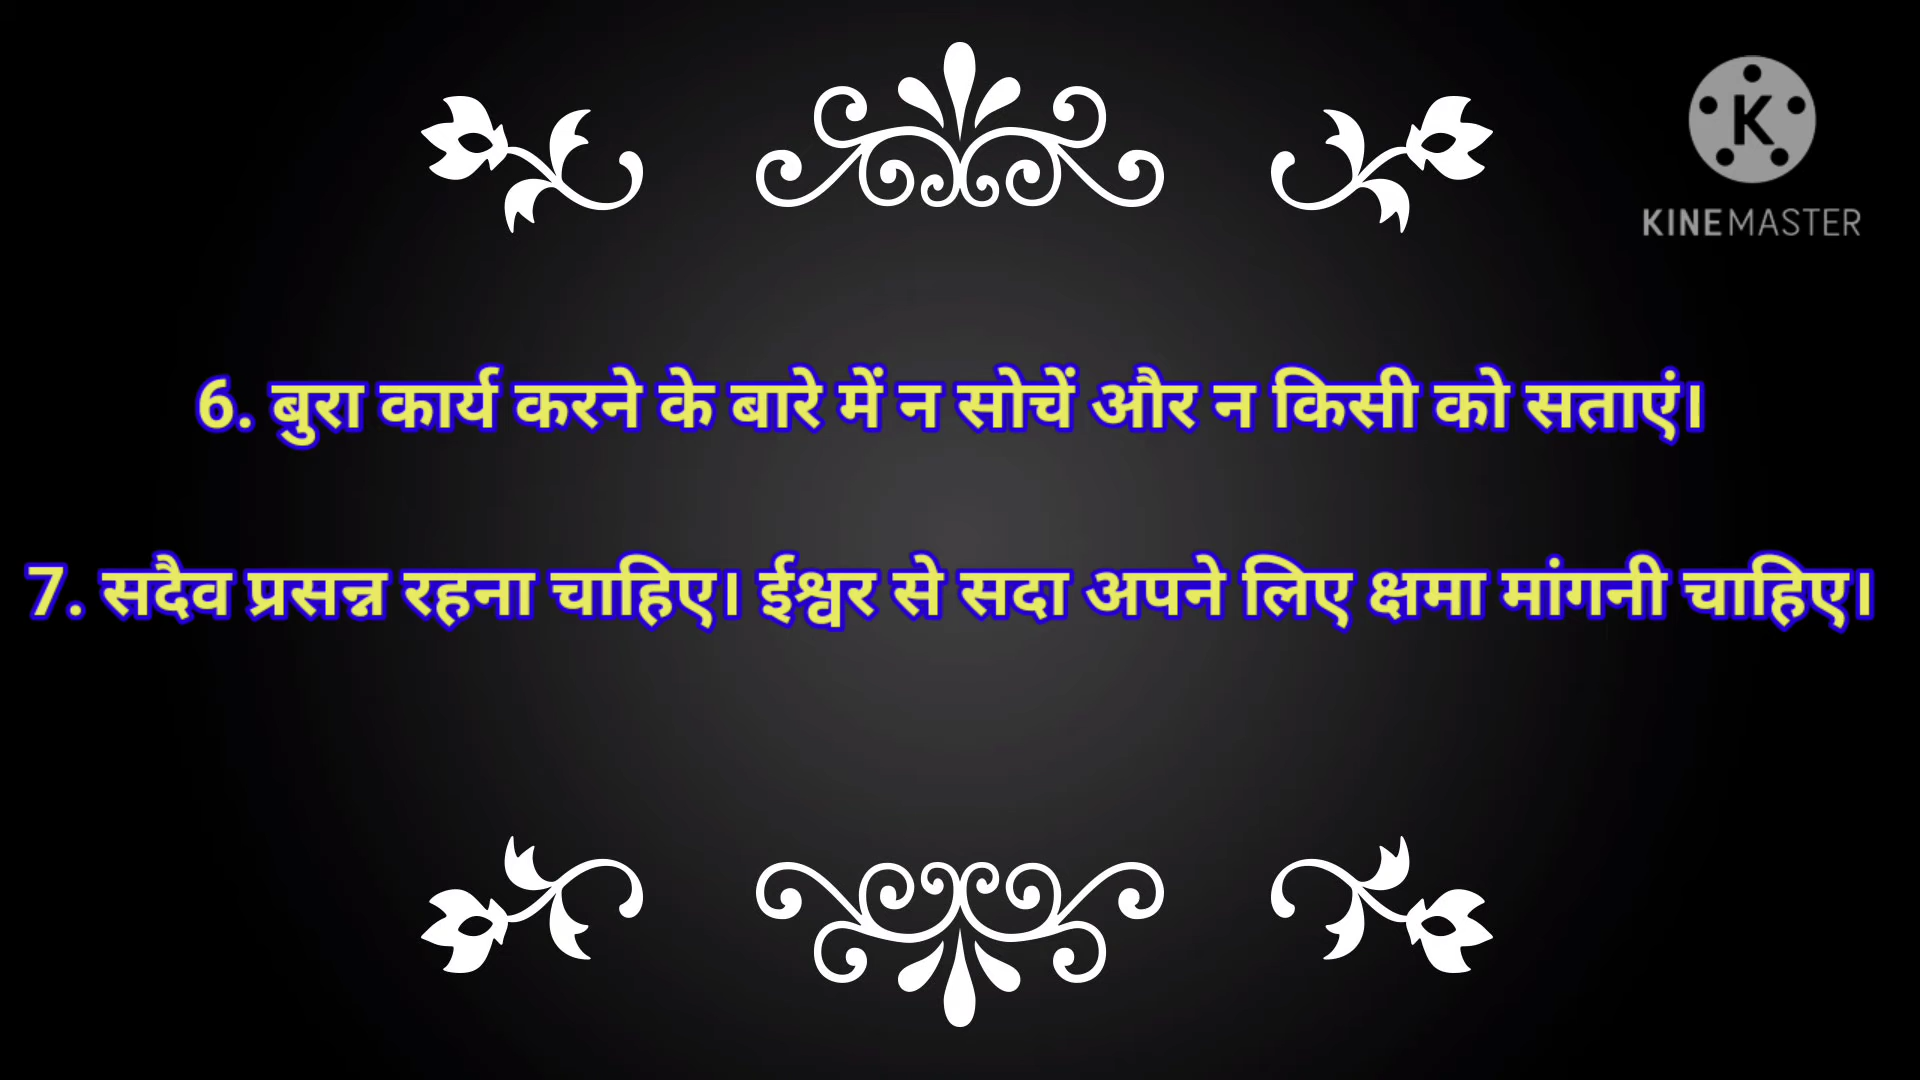 K
KINEMASTER
6. बुरा कार्य करने के बारे में न सोचें और न किसी को सताएं।
7. सदैव प्रसन्न रहना चाहिए। ईश्वर से सदा अपने लिए क्षमा मांगनी चाहिए।